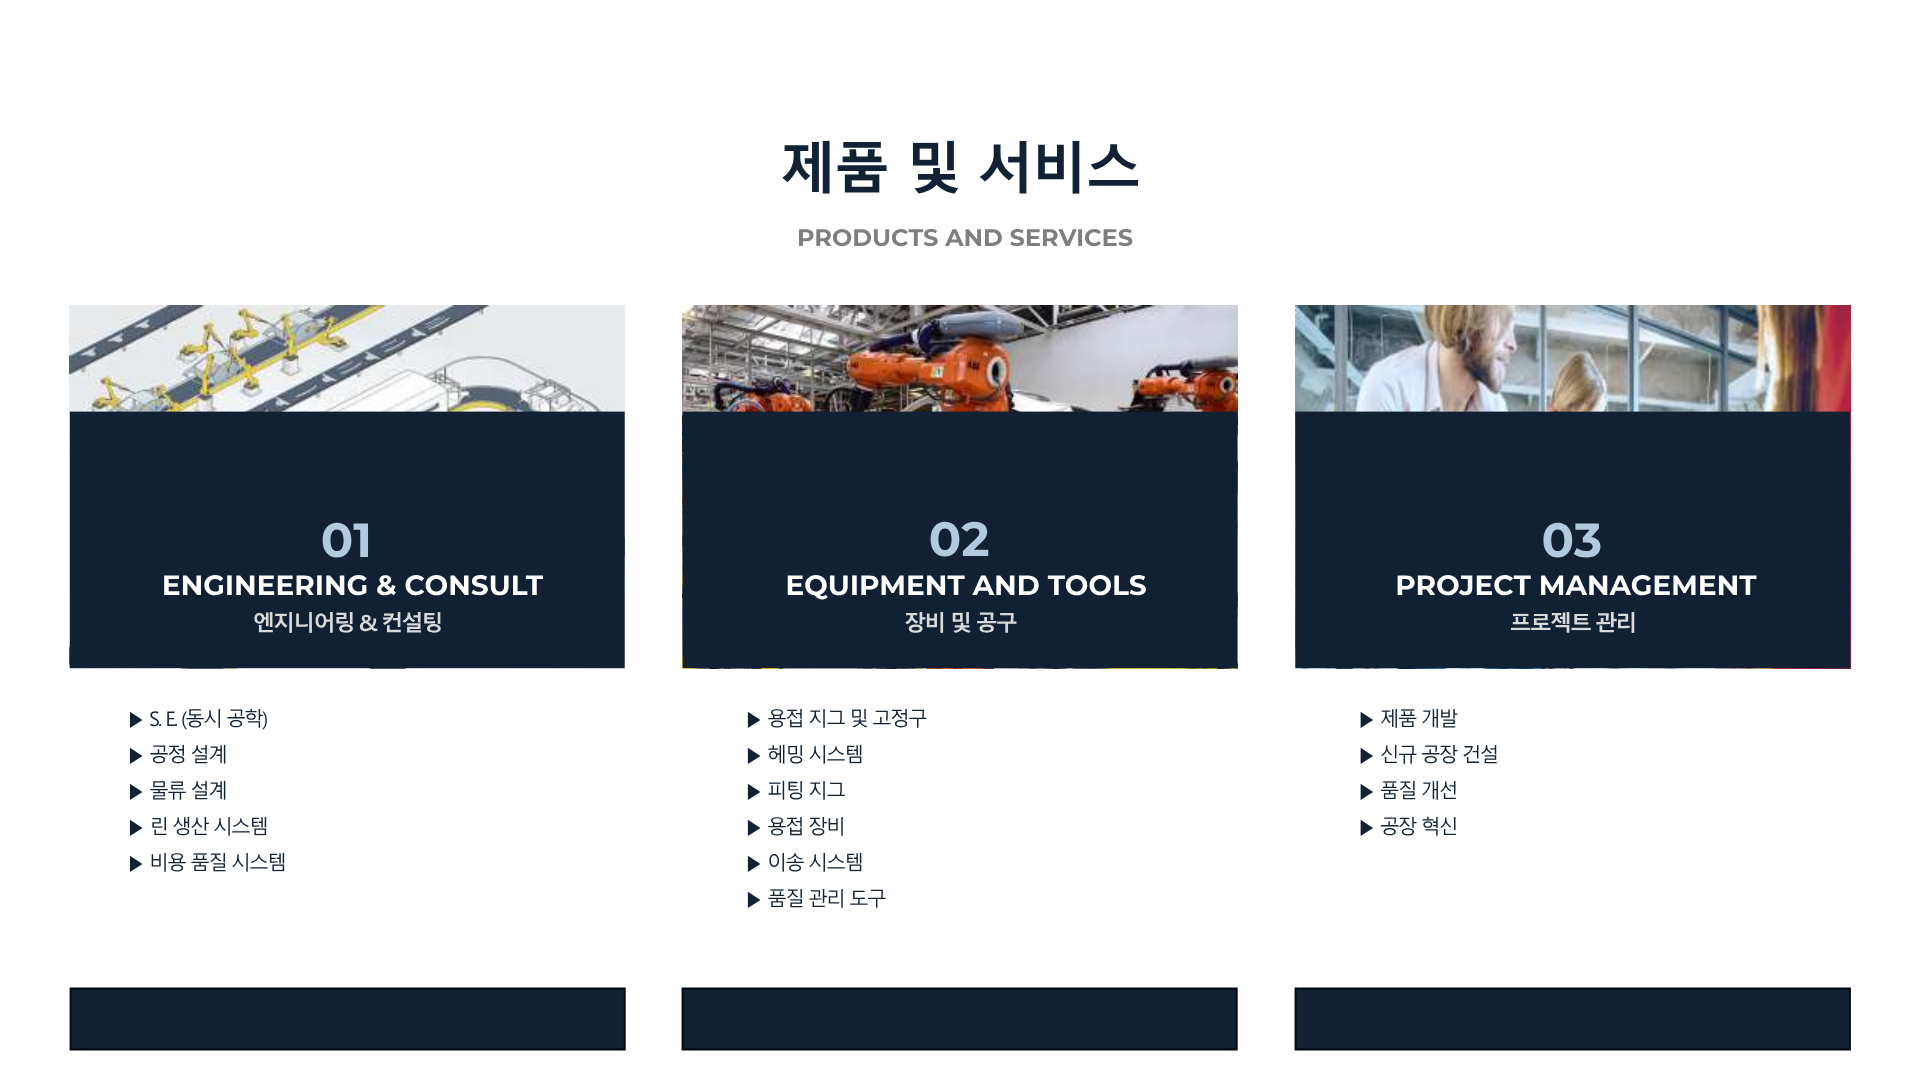 제품 및 서비스
PRODUCTS AND SERVICES
01
ENGINEERING & CONSULT
엔지니어링 & 컨설팅
▶ S. E. (동시 공학)
▶ 공정 설계
▶ 물류 설계
▶ 린 생산 시스템
▶ 비용 품질 시스템
02
EQUIPMENT AND TOOLS
장비 및 공구
▶ 용접 지그 및 고정구
▶ 헤밍 시스템
▶ 피팅 지그
▶ 용접 장비
▶ 이송 시스템
▶ 품질 관리 도구
03
PROJECT MANAGEMENT
프로젝트 관리
▶ 제품 개발
▶ 신규 공장 건설
▶ 품질 개선
▶ 공장 혁신